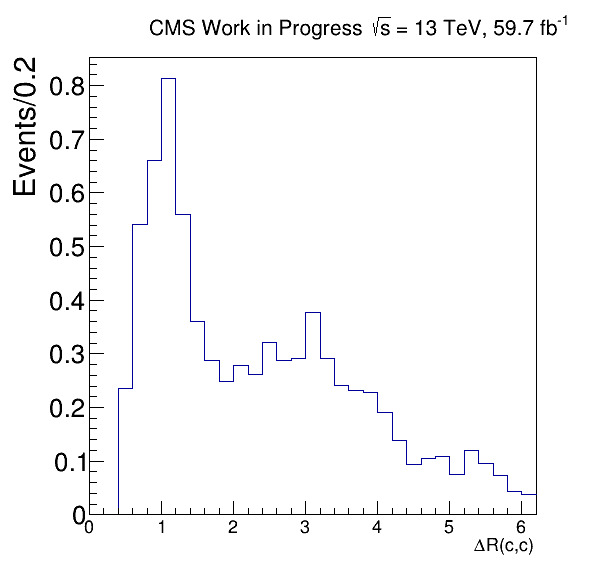 CMS Work in Progress √s = 13 TeV, 59.7 fb⁻¹
Events/0.2
0.8
0.7
0.6
0.5
0.4
0.3
0.2
0.1
0
0 1 2 3 4 5 6
ΔR(c,c)